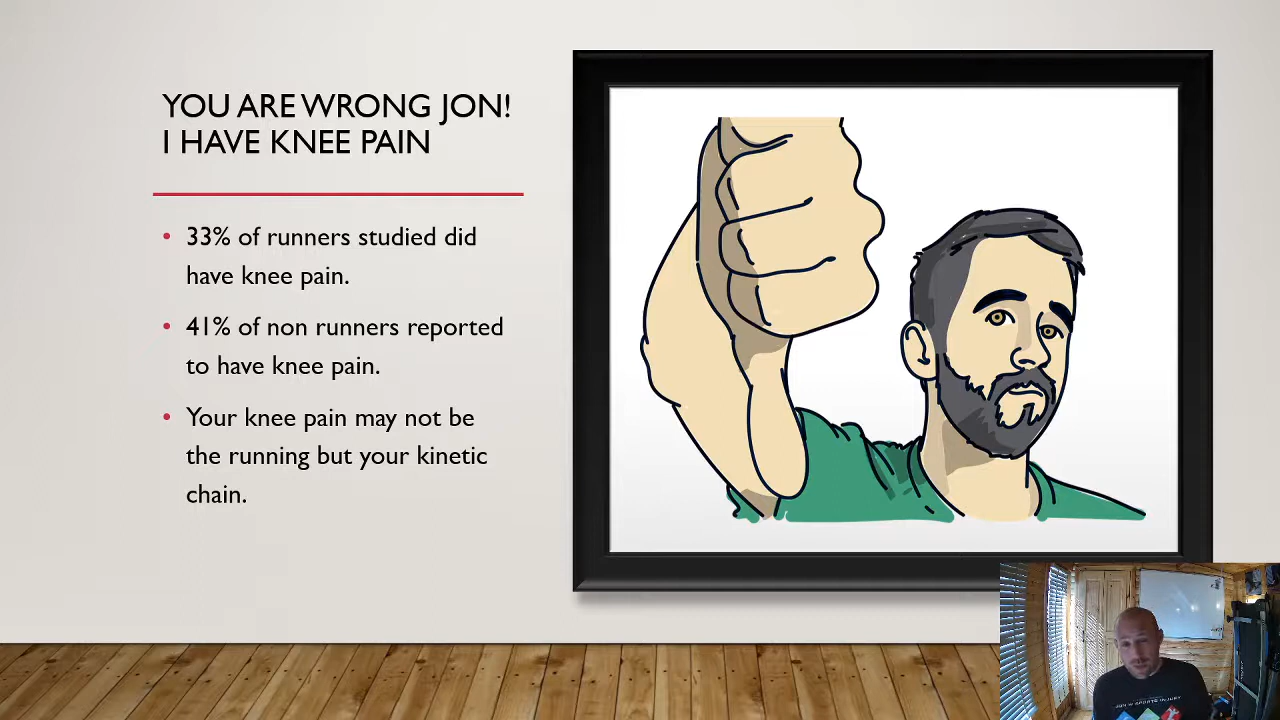 YOU ARE WRONG JON!
I HAVE KNEE PAIN
• 33% of runners studied did
have knee pain.
• 41% of non runners reported
to have knee pain.
• Your knee pain may not be
the running but your kinetic
chain.